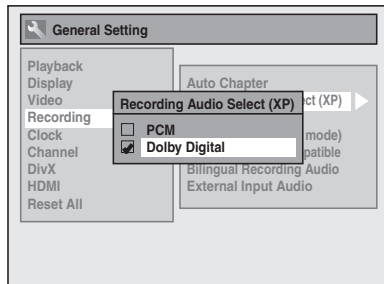 General Setting
Playback
Display
Video
Recording
Clock
Channel
DivX
HDMI
Reset All
Auto Chapter
ct (XP)
Recording Audio Select (XP)
PCM
Dolby Digital
mode)
patible
Bilingual Recording Audio
External Input Audio